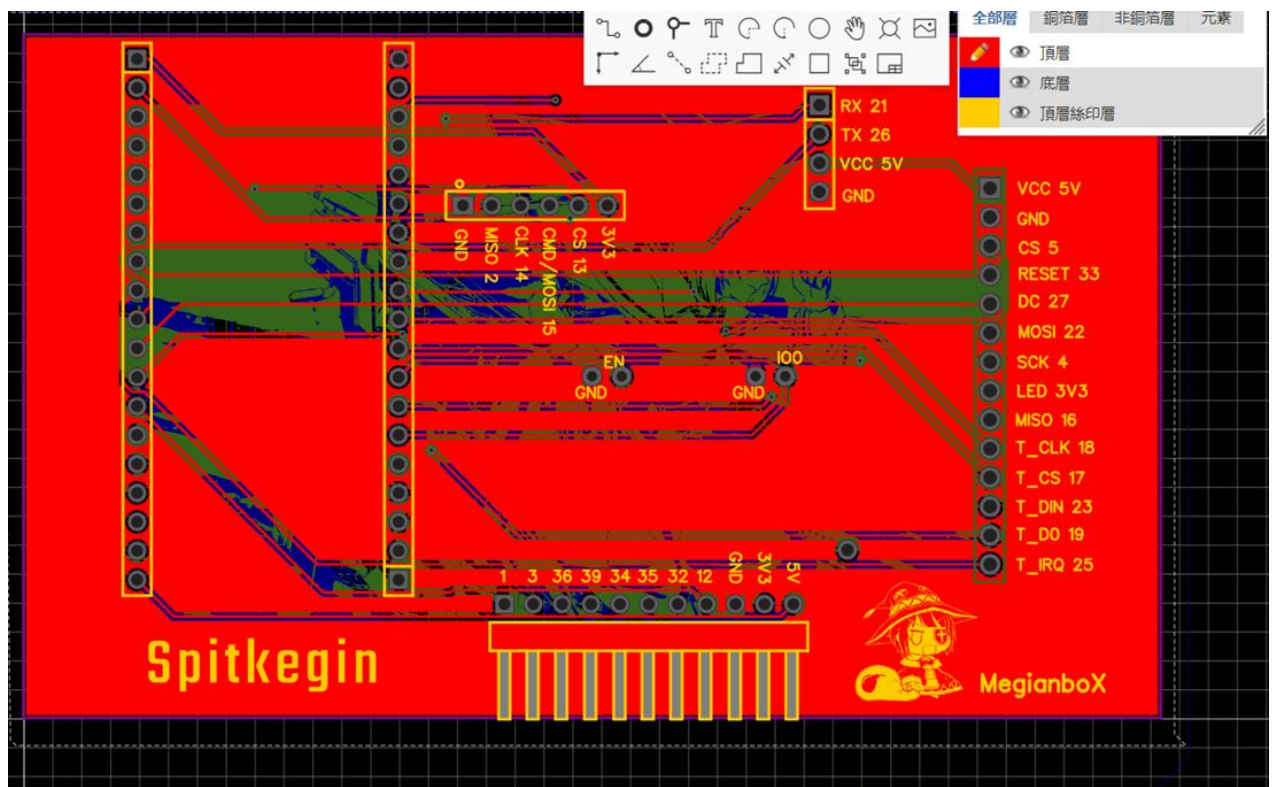 全部層 銅箔層 非銅箔層 元素
頂層
底層
頂層絲印層
RX 21
TX 26
VCC 5V
GND
VCC 5V
GND
CS 5
RESET 33
DC 27
MOSI 22
SCK 4
LED 3V3
MISO 16
T_CLK 18
T_CS 17
T_DIN 23
T_DO 19
T_IRQ 25
GND
MISO 2
CLK 14
CMD/MOSI 15
CS 13
3V3
EN
GND
IO0
GND
1 3 36 39 34 35 32 12 GND 3V3 5V
Spitkegin
MegianboX